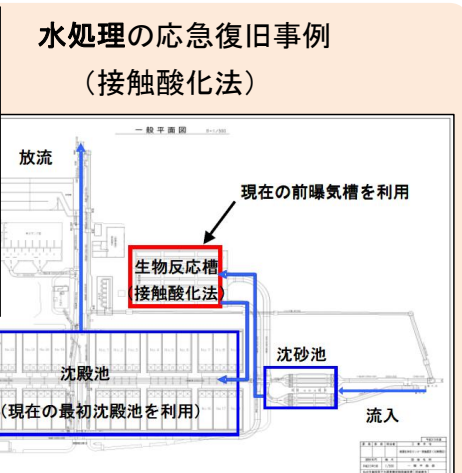 水処理の応急復旧事例
（接触酸化法）
一般平面図
放流
現在の前曝気槽を利用
生物反応槽
（接触酸化法）
沈殿池
（現在の最初沈殿池を利用）
沈砂池
流入